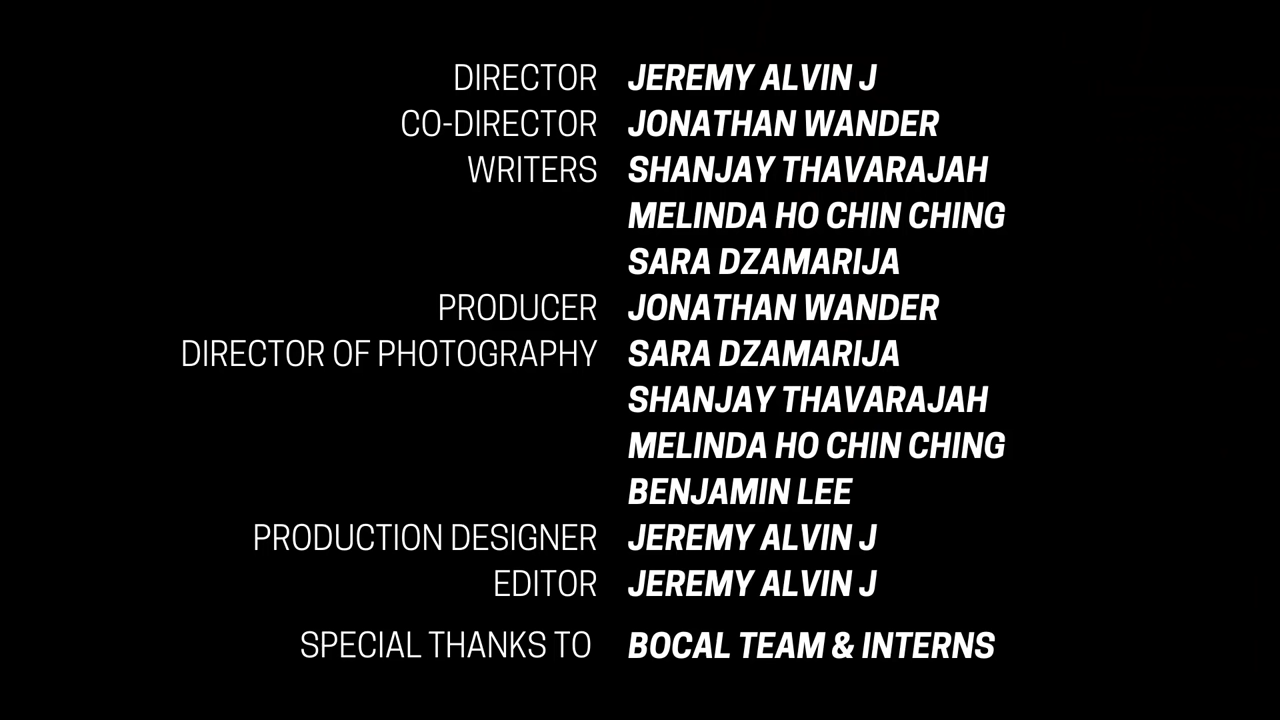 DIRECTOR JEREMY ALVIN J
CO-DIRECTOR JONATHAN WANDER
WRITERS SHANJAY THAVARAJAH
MELINDA HO CHIN CHING
SARA DZAMARIJA
PRODUCER JONATHAN WANDER
DIRECTOR OF PHOTOGRAPHY SARA DZAMARIJA
SHANJAY THAVARAJAH
MELINDA HO CHIN CHING
BENJAMIN LEE
PRODUCTION DESIGNER JEREMY ALVIN J
EDITOR JEREMY ALVIN J
SPECIAL THANKS TO BOCAL TEAM & INTERNS